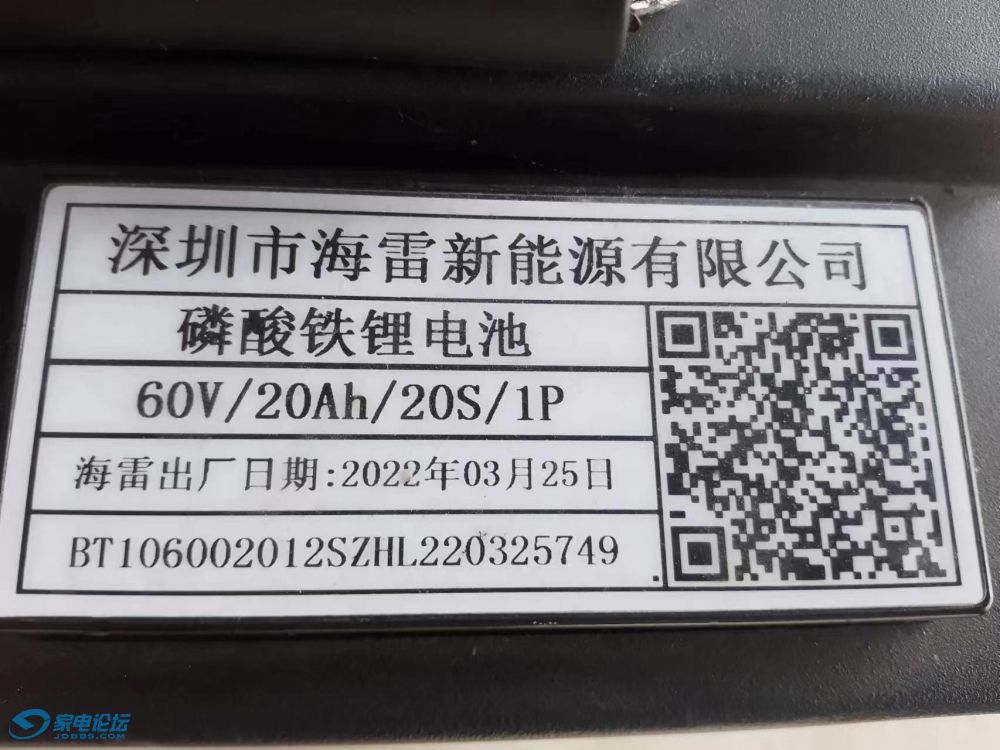 深圳市海雷新能源有限公司
磷酸铁锂电池
60V/20Ah/20S/1P
海雷出厂日期:2022年03月25日
BT106002012SZHL220325749
家电论坛
JDBBS.COM